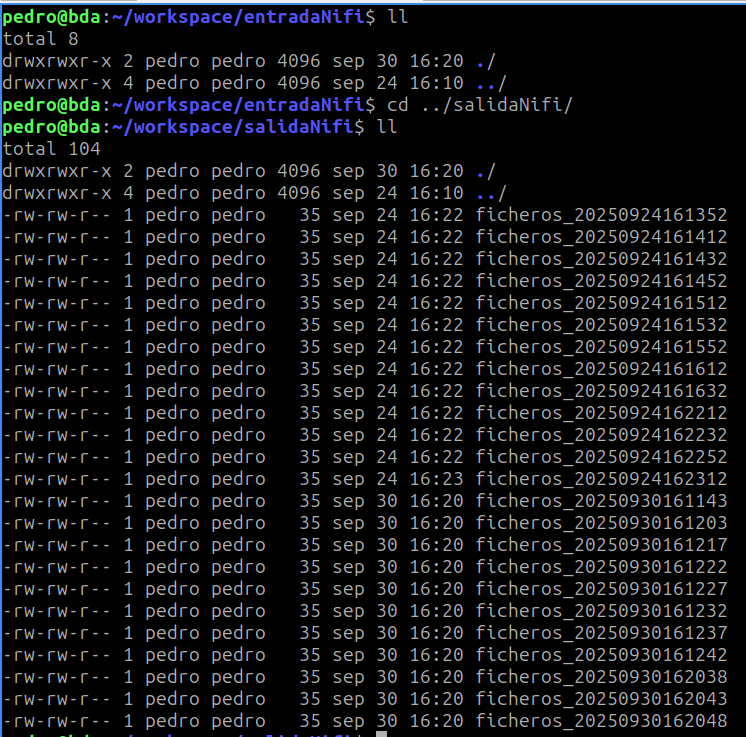 pedro@bda:~/workspace/entradaNifi$ ll
total 8
drwxrwxr-x 2 pedro pedro 4096 sep 30 16:20 ./
drwxrwxr-x 4 pedro pedro 4096 sep 24 16:10 ../
pedro@bda:~/workspace/entradaNifi$ cd ../salidaNifi/
pedro@bda:~/workspace/salidaNifi$ ll
total 104
drwxrwxr-x 2 pedro pedro 4096 sep 30 16:20 ./
drwxrwxr-x 4 pedro pedro 4096 sep 24 16:10 ../
-rw-rw-r-- 1 pedro pedro   35 sep 24 16:22 ficheros_20250924161352
-rw-rw-r-- 1 pedro pedro   35 sep 24 16:22 ficheros_20250924161412
-rw-rw-r-- 1 pedro pedro   35 sep 24 16:22 ficheros_20250924161432
-rw-rw-r-- 1 pedro pedro   35 sep 24 16:22 ficheros_20250924161452
-rw-rw-r-- 1 pedro pedro   35 sep 24 16:22 ficheros_20250924161512
-rw-rw-r-- 1 pedro pedro   35 sep 24 16:22 ficheros_20250924161532
-rw-rw-r-- 1 pedro pedro   35 sep 24 16:22 ficheros_20250924161552
-rw-rw-r-- 1 pedro pedro   35 sep 24 16:22 ficheros_20250924161612
-rw-rw-r-- 1 pedro pedro   35 sep 24 16:22 ficheros_20250924161632
-rw-rw-r-- 1 pedro pedro   35 sep 24 16:22 ficheros_20250924162212
-rw-rw-r-- 1 pedro pedro   35 sep 24 16:22 ficheros_20250924162232
-rw-rw-r-- 1 pedro pedro   35 sep 24 16:22 ficheros_20250924162252
-rw-rw-r-- 1 pedro pedro   35 sep 24 16:23 ficheros_20250924162312
-rw-rw-r-- 1 pedro pedro   35 sep 30 16:20 ficheros_20250930161143
-rw-rw-r-- 1 pedro pedro   35 sep 30 16:20 ficheros_20250930161203
-rw-rw-r-- 1 pedro pedro   35 sep 30 16:20 ficheros_20250930161217
-rw-rw-r-- 1 pedro pedro   35 sep 30 16:20 ficheros_20250930161222
-rw-rw-r-- 1 pedro pedro   35 sep 30 16:20 ficheros_20250930161227
-rw-rw-r-- 1 pedro pedro   35 sep 30 16:20 ficheros_20250930161232
-rw-rw-r-- 1 pedro pedro   35 sep 30 16:20 ficheros_20250930161237
-rw-rw-r-- 1 pedro pedro   35 sep 30 16:20 ficheros_20250930161242
-rw-rw-r-- 1 pedro pedro   35 sep 30 16:20 ficheros_20250930162038
-rw-rw-r-- 1 pedro pedro   35 sep 30 16:20 ficheros_20250930162043
-rw-rw-r-- 1 pedro pedro   35 sep 30 16:20 ficheros_20250930162048
pedro@bda:~/workspace/salidaNifi$